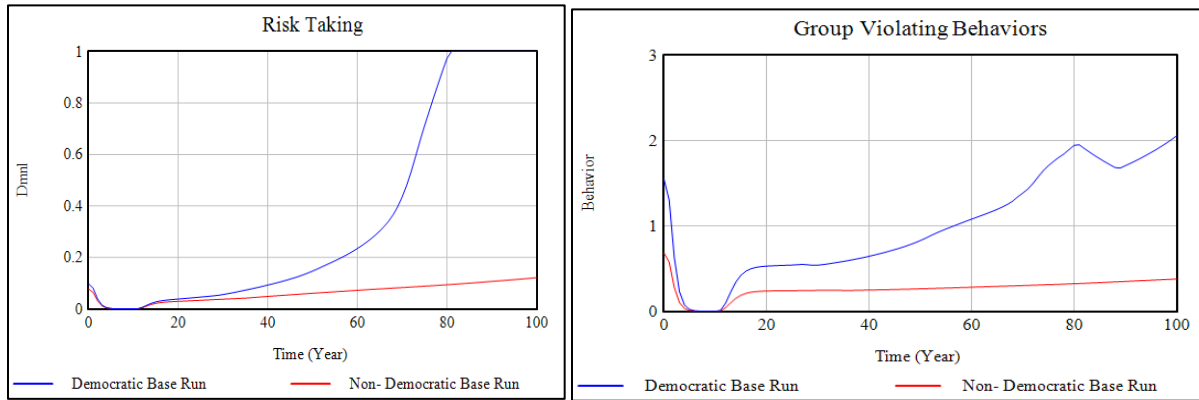 Risk Taking
1
0.8
0.6
0.4
0.2
0
Dmnl
0 20 40 60 80 100
Time (Year)
Democratic Base Run Non- Democratic Base Run
Group Violating Behaviors
3
2
1
0
Behavior
0 20 40 60 80 100
Time (Year)
Democratic Base Run Non- Democratic Base Run